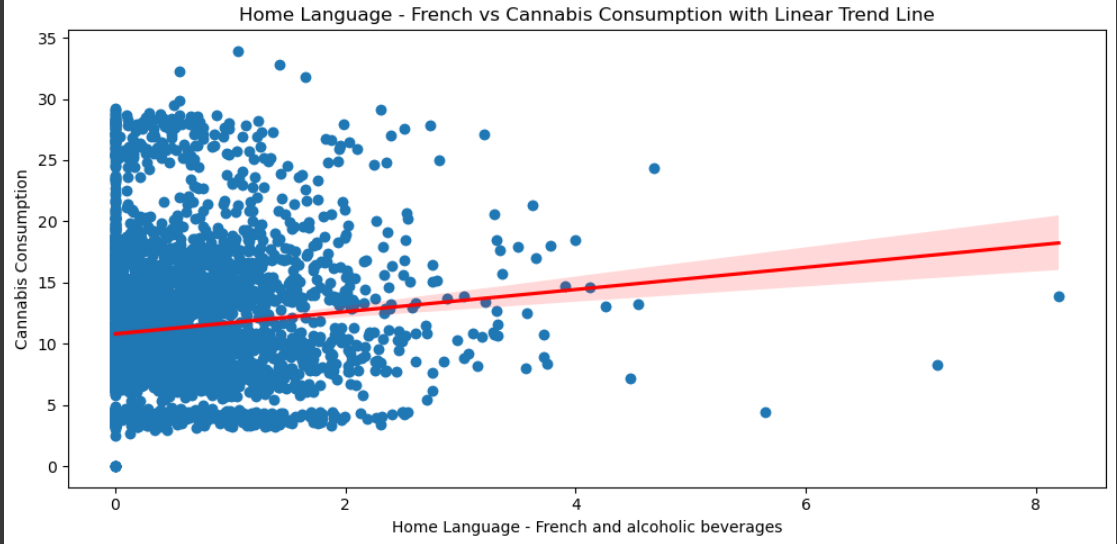 Home Language - French vs Cannabis Consumption with Linear Trend Line
35
30
25
20
15
10
5
0
Cannabis Consumption
0 2 4 6 8
Home Language - French and alcoholic beverages